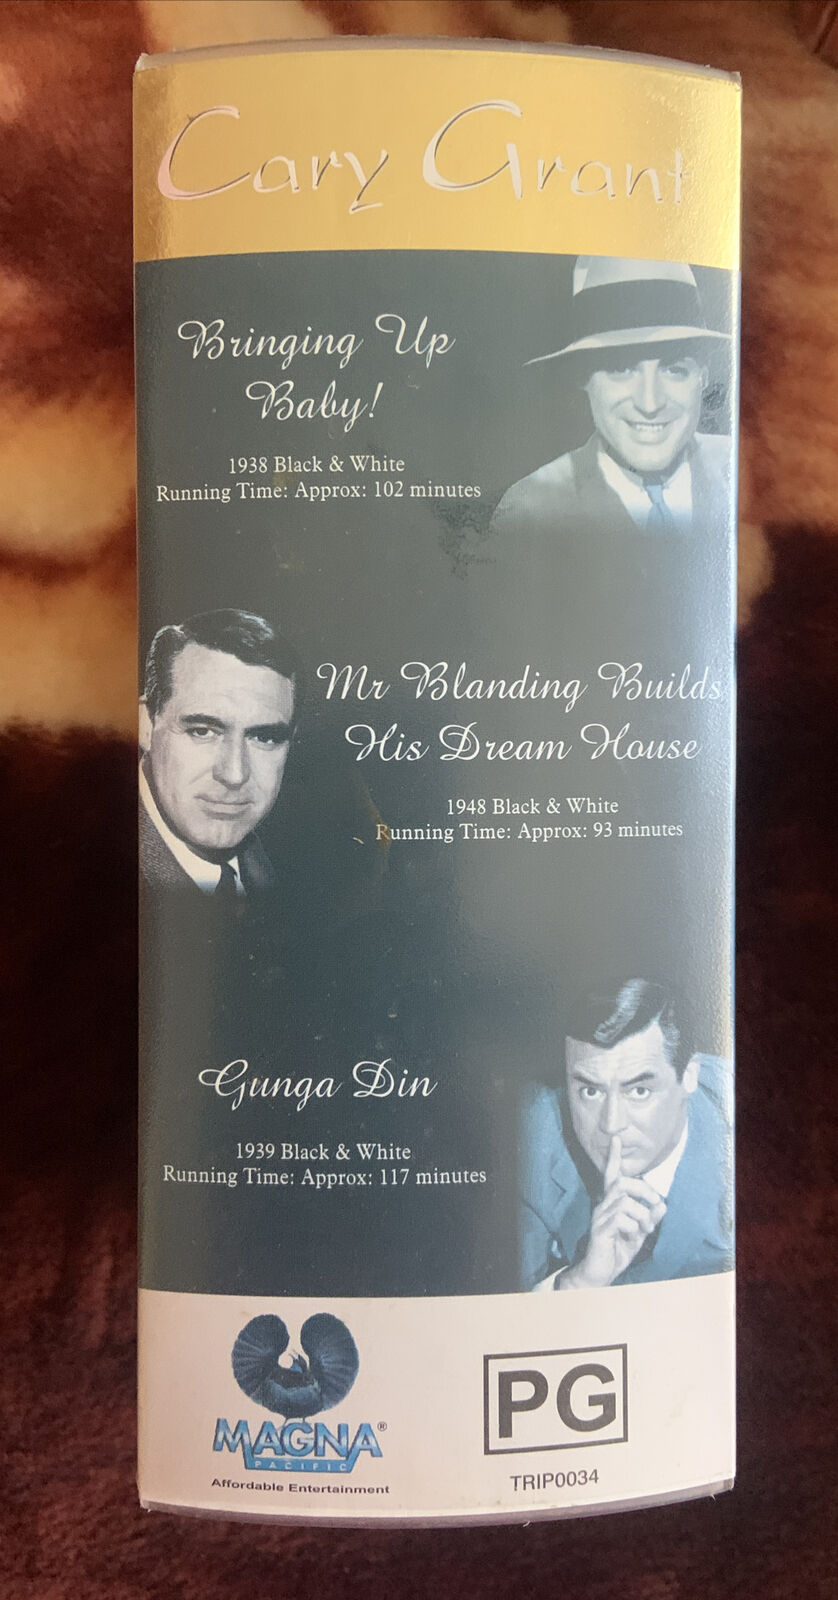 Cary Grant
Bringing Up
Baby!
1938 Black & White
Running Time: Approx: 102 minutes
Mr Blanding Builds
His Dream House
1948 Black & White
Running Time: Approx: 93 minutes
Gunga Din
1939 Black & White
Running Time: Approx: 117 minutes
MAGNA®
PACIFIC
Affordable Entertainment
PG
TRIP0034